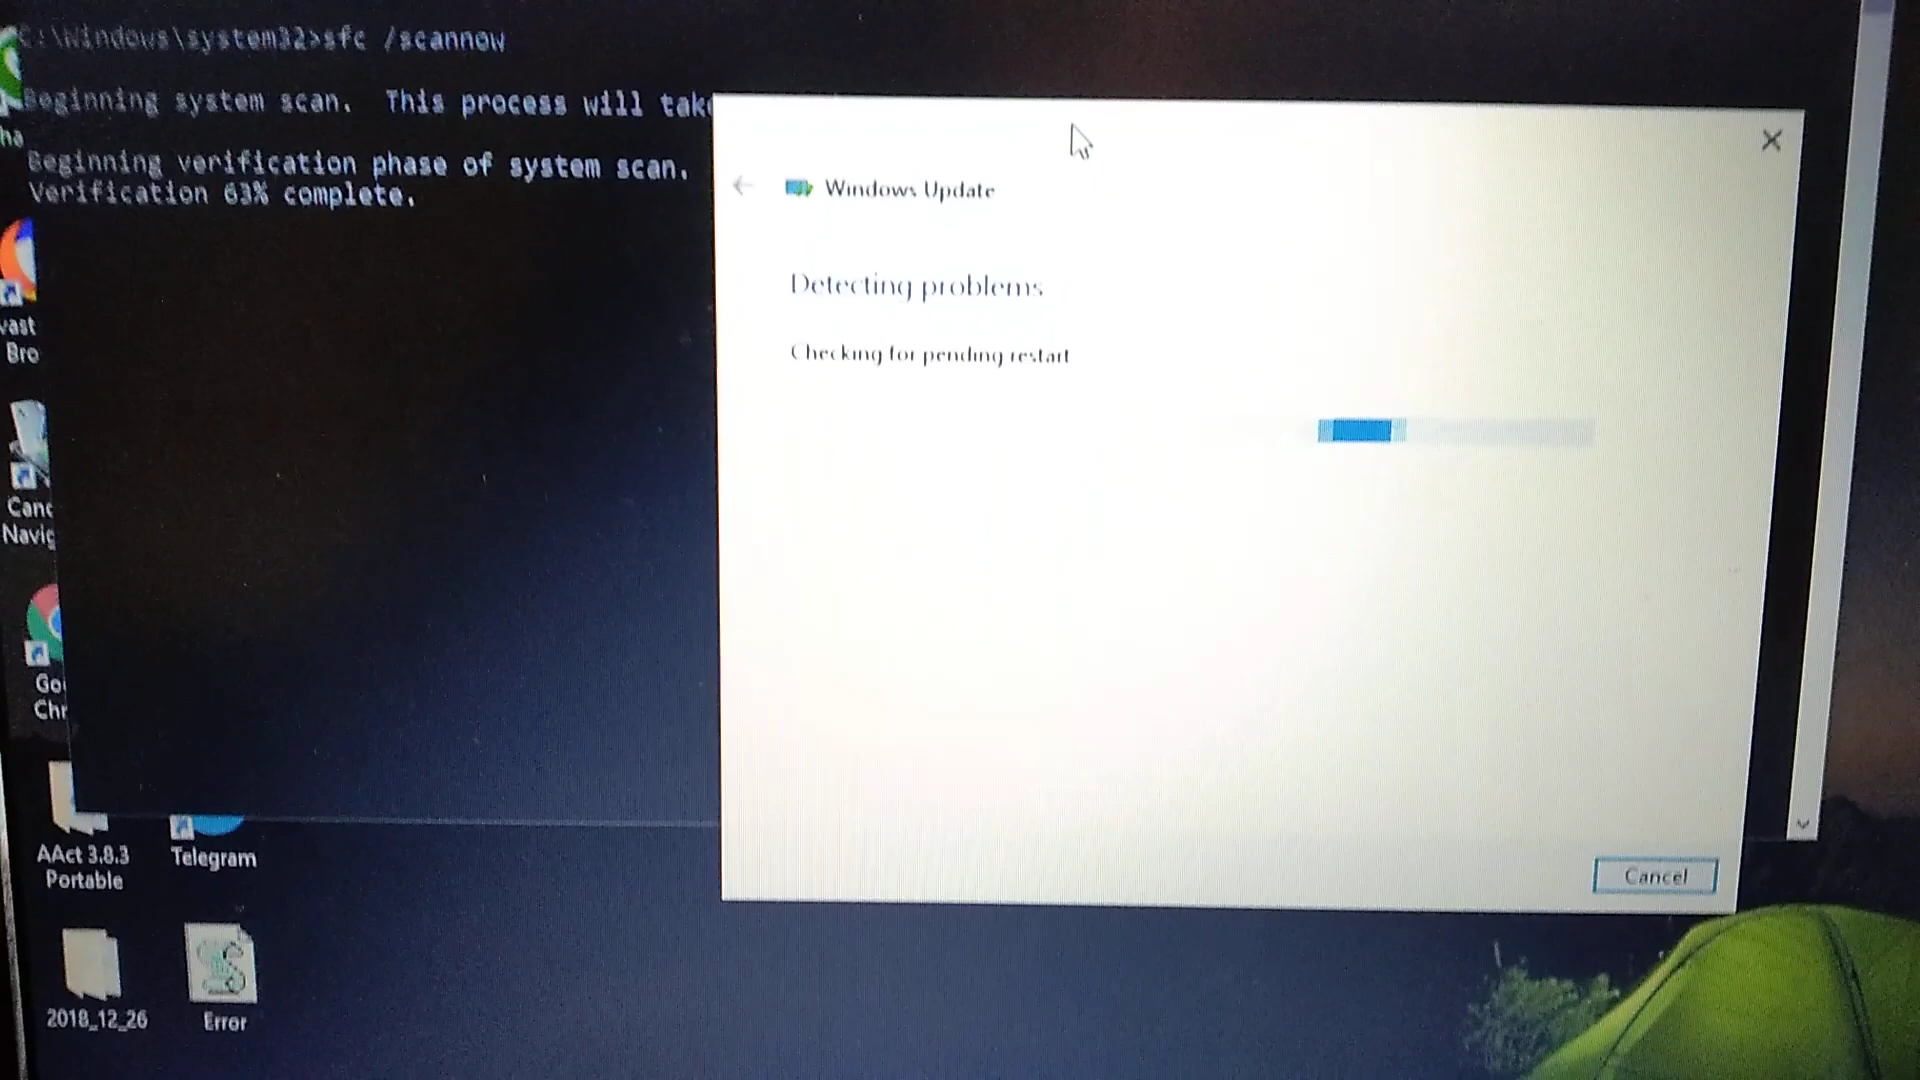 C:\Windows\system32>sfc /scannow
Beginning system scan.  This process will take
Beginning verification phase of system scan.
Verification 63% complete.
Windows Update
Detecting problems
Checking for pending restart
Cancel
ha
vast
Bro
Canc
Navig
Go
Chr
AAct 3.8.3
Portable
Telegram
2018_12_26
Error